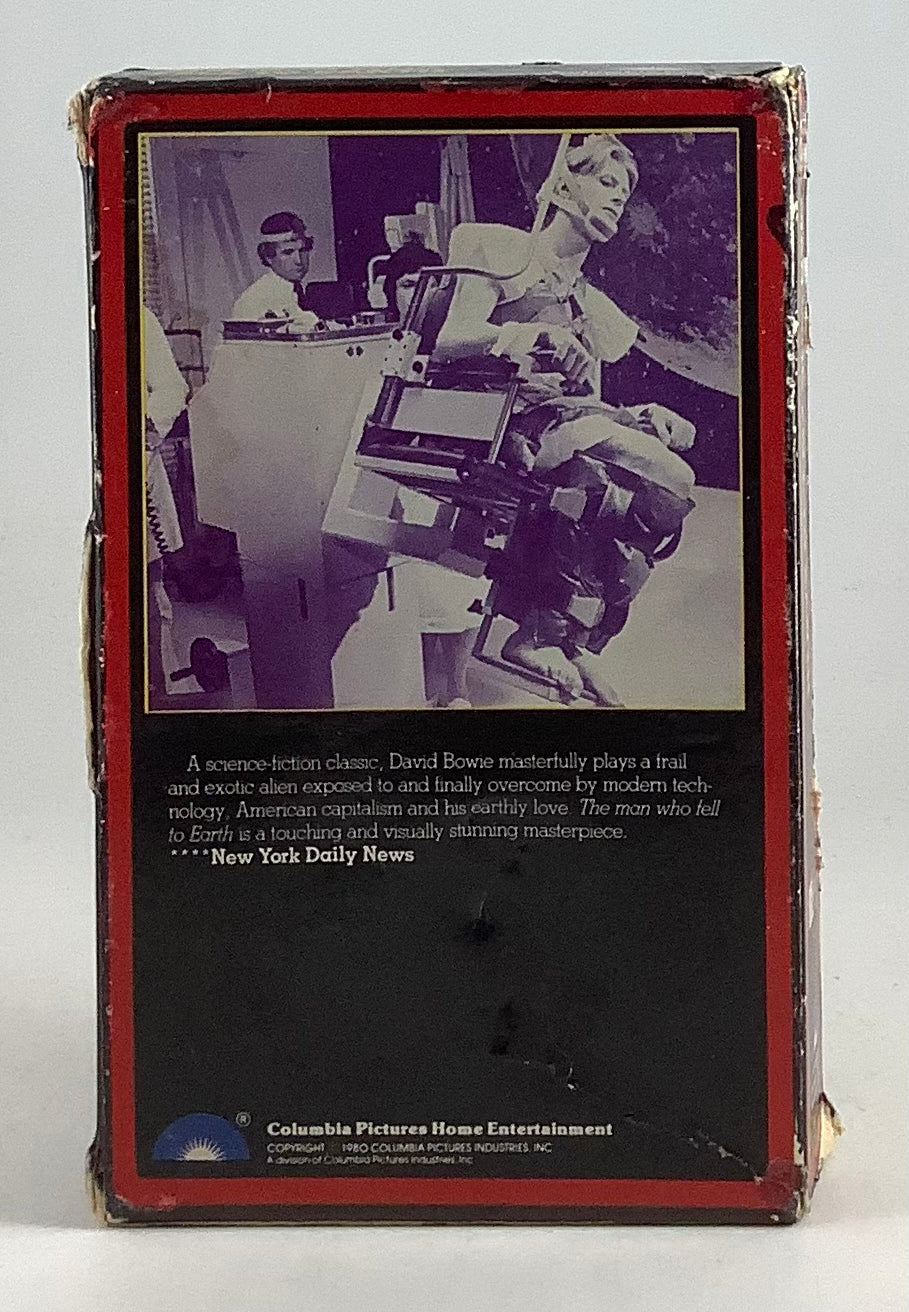 A science-fiction classic, David Bowie masterfully plays a frail
and exotic alien exposed to and finally overcome by modern tech-
nology, American capitalism and his earthly love. The man who fell
to Earth is a touching and visually stunning masterpiece.
****New York Daily News
®
Columbia Pictures Home Entertainment
COPYRIGHT © 1980 COLUMBIA PICTURES INDUSTRIES, INC
A division of Columbia Pictures Industries, Inc